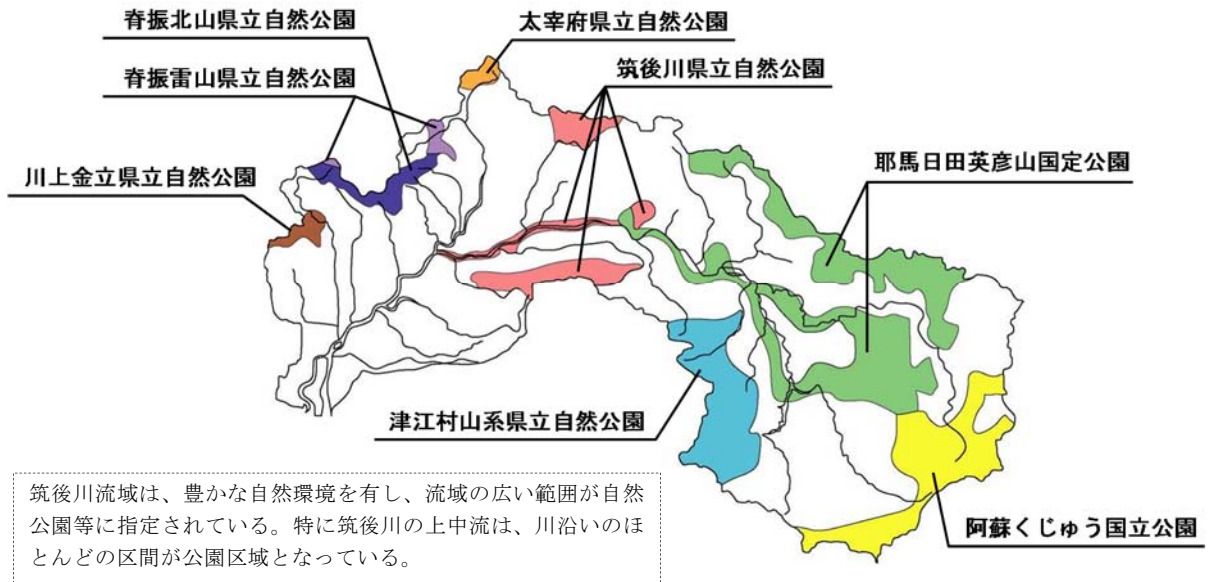 脊振北山県立自然公園
太宰府県立自然公園
脊振雷山県立自然公園
筑後川県立自然公園
川上金立県立自然公園
耶馬日田英彦山国定公園
津江村山系県立自然公園
阿蘇くじゅう国立公園
筑後川流域は、豊かな自然環境を有し、流域の広い範囲が自然
公園等に指定されている。特に筑後川の上中流は、川沿いのほ
とんどの区間が公園区域となっている。